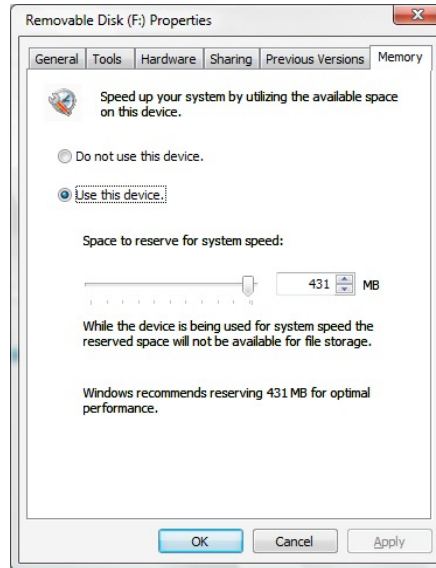 Removable Disk (F:) Properties
General Tools Hardware Sharing Previous Versions Memory
Speed up your system by utilizing the available space
on this device.
Do not use this device.
Use this device.
Space to reserve for system speed:
431 MB
While the device is being used for system speed the
reserved space will not be available for file storage.
Windows recommends reserving 431 MB for optimal
performance.
OK Cancel Apply